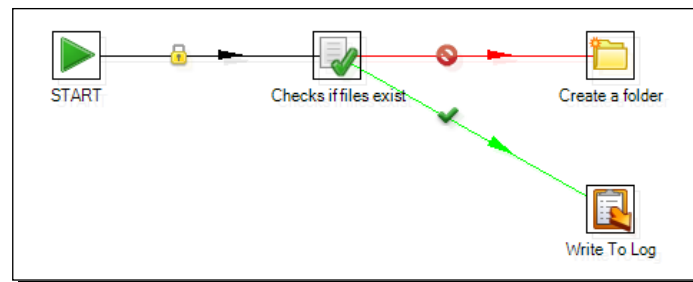 START
Checks if files exist
Create a folder
Write To Log